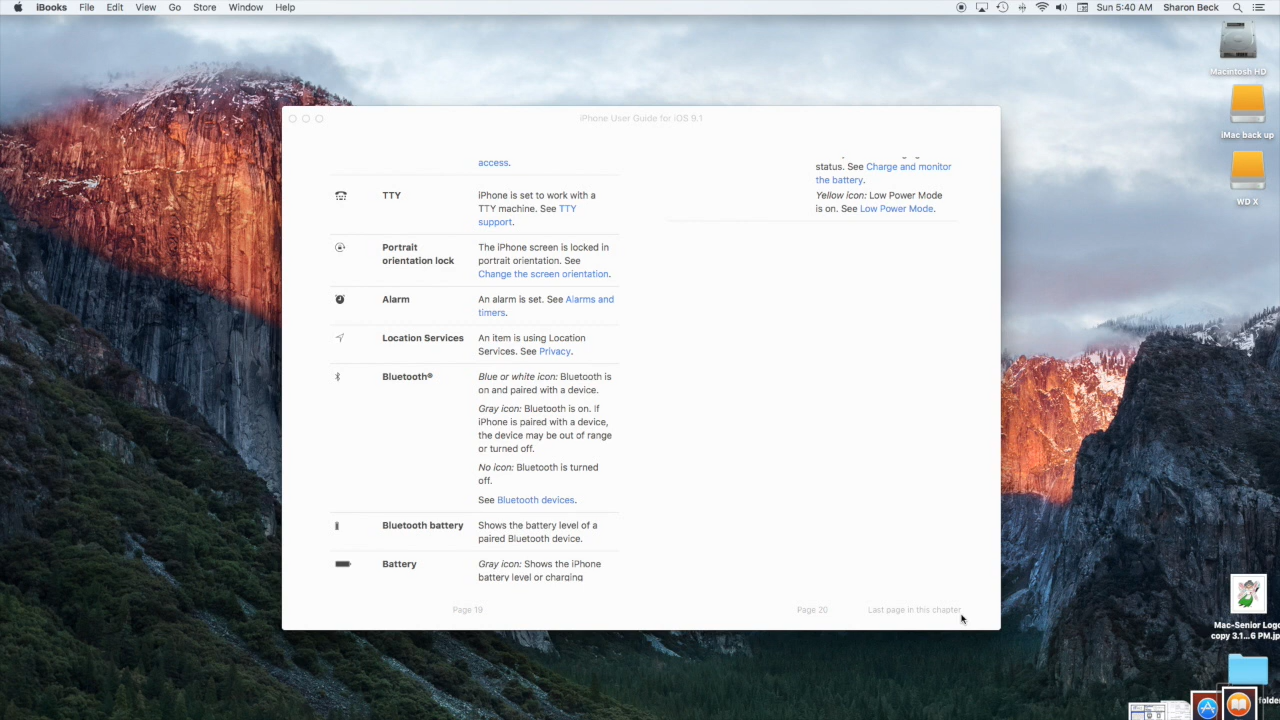 iBooks File Edit View Go Store Window Help
Sun 5:40 AM Sharon Beck
iPhone User Guide for iOS 9.1
access.
TTY
iPhone is set to work with a
TTY machine. See TTY
support.
Portrait
orientation lock
The iPhone screen is locked in
portrait orientation. See
Change the screen orientation.
Alarm
An alarm is set. See Alarms and
timers.
Location Services
An item is using Location
Services. See Privacy.
Bluetooth®
Blue or white icon: Bluetooth is
on and paired with a device.
Gray icon: Bluetooth is on. If
iPhone is paired with a device,
the device may be out of range
or turned off.
No icon: Bluetooth is turned
off.
See Bluetooth devices.
Bluetooth battery
Shows the battery level of a
paired Bluetooth device.
Battery
Gray icon: Shows the iPhone
battery level or charging
status. See Charge and monitor
the battery.
Yellow icon: Low Power Mode
is on. See Low Power Mode.
Page 19
Page 20
Last page in this chapter
Macintosh HD
iMac back up
WD X
Mac-Senior Logo
copy 3.1...6 PM.jp
folder